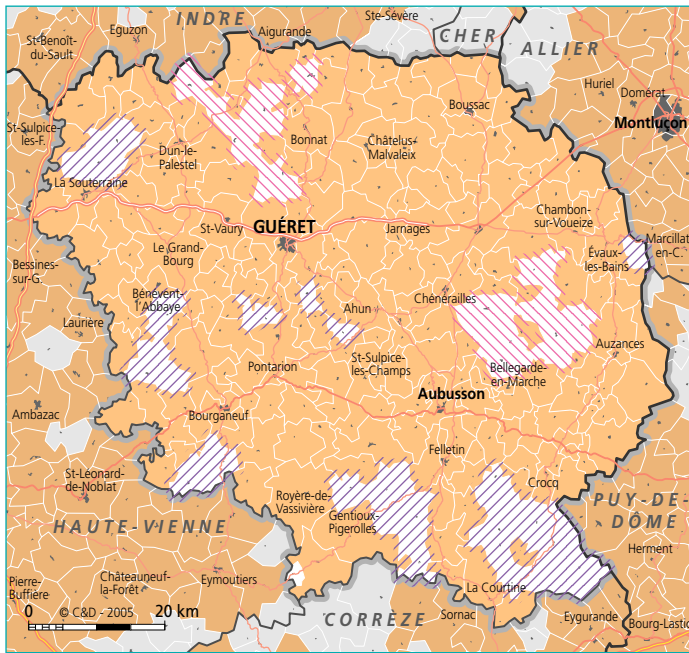 INDRE
Ste-Sévère
Eguzon
Aigurande
CHER
St-Benoît-
du-Sault
ALLIER
Huriel
Domérat
Boussac
Montluçon
St-Sulpice-
les-F.
Bonnat
Dun-le-
Palestel
Châtelus-
Malvaleix
La Souterraine
Chambon-
sur-Voueize
St-Vaury
GUÉRET
Jarnages
Le Grand-
Bourg
Évaux-
les-Bains
Marcillat
en-C.
Bessines-
sur-G.
Bénévent-
l'Abbaye
Chénérailles
Ahun
Laurière
Auzances
St-Sulpice-
les-Champs
Pontarion
Bellegarde-
en-Marche
Aubusson
Ambazac
Bourganeuf
Felletin
St-Léonard-
de-Noblat
Crocq
Royère-de-
Vassivière
PUY-DE-
DÔME
Gentioux-
Pigerolles
HAUTE-VIENNE
Herment
Pierre-
Buffière
Châteauneuf-
la-Forêt
Eymoutiers
La Courtine
0 © C&D - 2005 20 km
CORRÈZE
Sornac
Eygurande
Bourg-Lastic